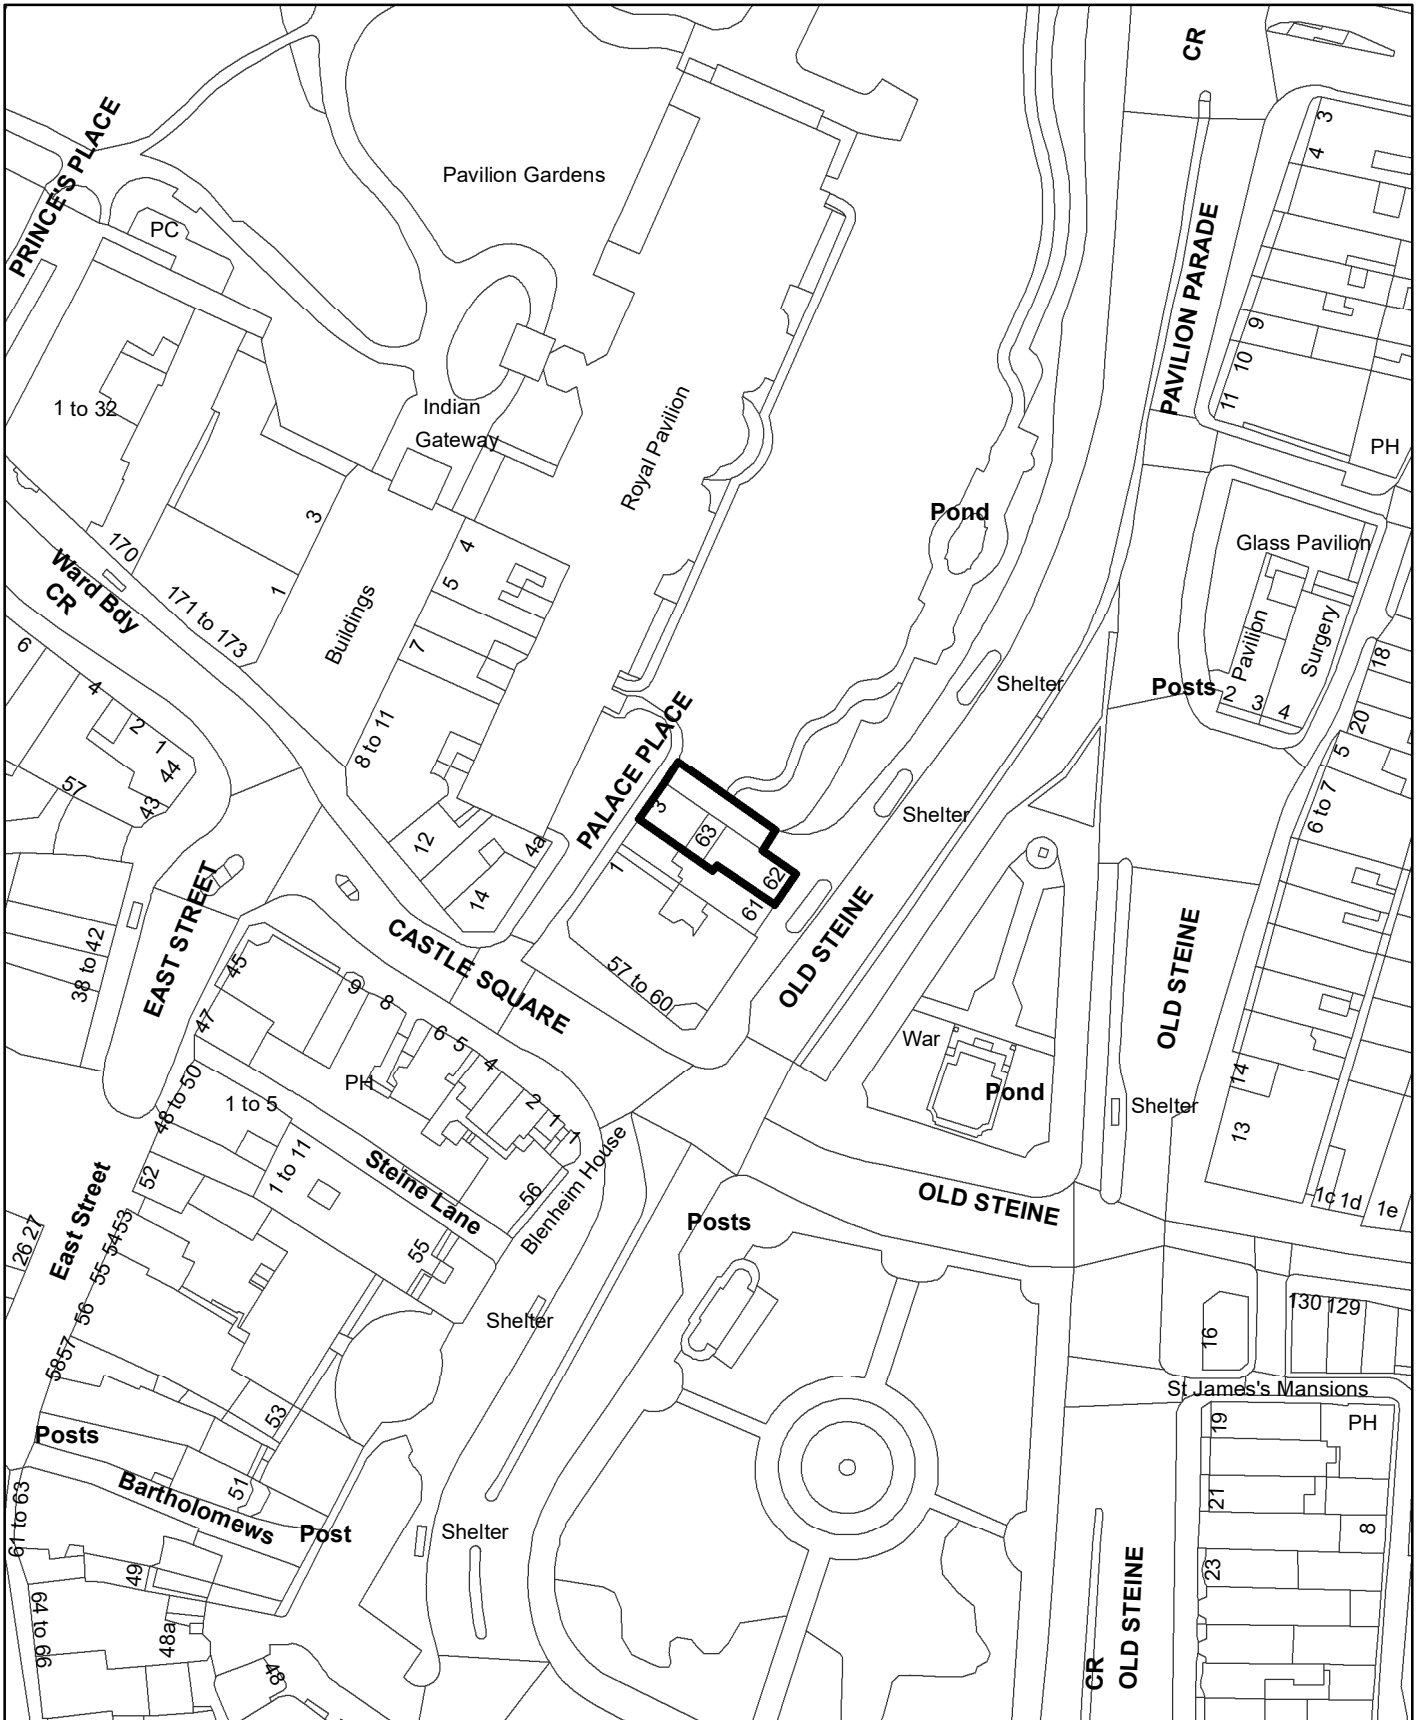 CR
3
4
PRINCE'S PLACE
Pavilion Gardens
PC
PAVILION PARADE
9
10
11
1 to 32
Indian
Gateway
Royal Pavilion
PH
Pond
Glass Pavilion
170
Ward Bdy
CR
171 to 173
3
1
Buildings
4
5
7
8 to 11
Pavilion
Surgery
18
Shelter
Posts
2
3
4
20
5
6 to 7
6
4
2
1
44
43
57
PALACE PLACE
3
63
62
61
1
Shelter
12
14
4a
57 to 60
OLD STEINE
CASTLE SQUARE
EAST STREET
38 to 42
45
47
9
8
6
5
4
2
1
1
War
Pond
OLD STEINE
Shelter
14
13
1c
1d
1e
PH
48 to 50
1 to 5
1 to 11
Steine Lane
56
Blenheim House
55
52
East Street
26
27
53
54
55
56
57
58
Posts
OLD STEINE
Shelter
130
129
16
St James's Mansions
19
PH
21
8
23
53
Posts
51
Bartholomews
Post
61 to 63
49
48a
64 to 66
48
Shelter
CR
OLD STEINE